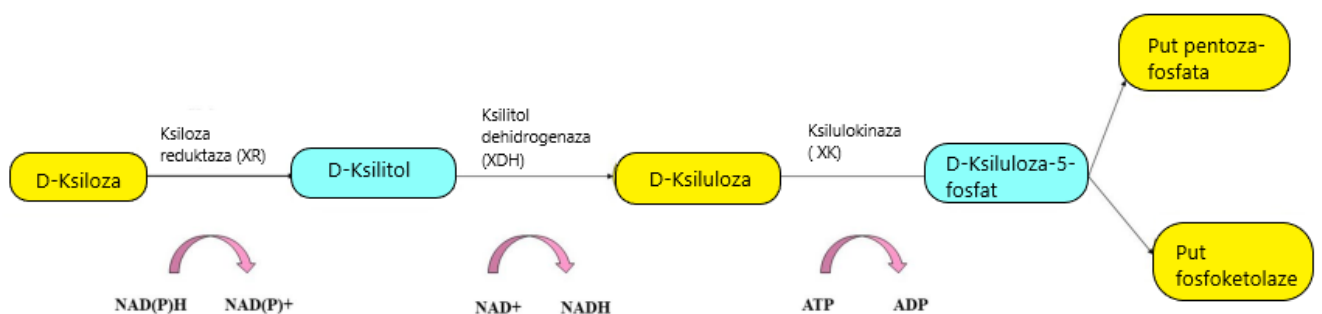 Put pentoza-
fosfata
Ksiloza
reduktaza (XR)
Ksilitol
dehidrogenaza
(XDH)
Ksilulokinaza
( XK)
D-Ksiloza
D-Ksilitol
D-Ksiluloza
D-Ksiluloza-5-
fosfat
Put
fosfoketolaze
NAD(P)H
NAD(P)+
NAD+
NADH
ATP
ADP